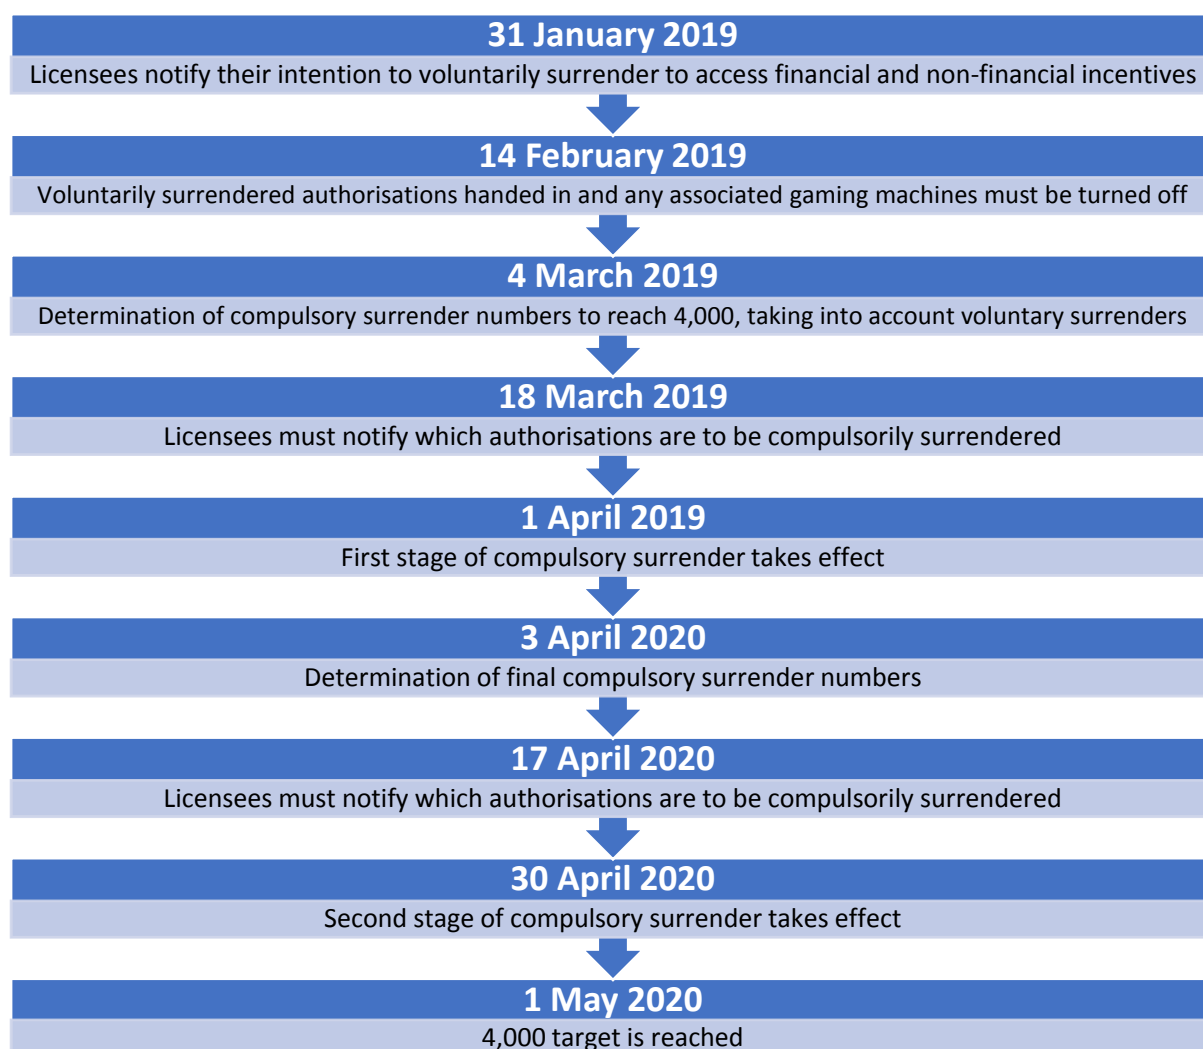 31 January 2019
Licensees notify their intention to voluntarily surrender to access financial and non-financial incentives
14 February 2019
Voluntarily surrendered authorisations handed in and any associated gaming machines must be turned off
4 March 2019
Determination of compulsory surrender numbers to reach 4,000, taking into account voluntary surrenders
18 March 2019
Licensees must notify which authorisations are to be compulsorily surrendered
1 April 2019
First stage of compulsory surrender takes effect
3 April 2020
Determination of final compulsory surrender numbers
17 April 2020
Licensees must notify which authorisations are to be compulsorily surrendered
30 April 2020
Second stage of compulsory surrender takes effect
1 May 2020
4,000 target is reached